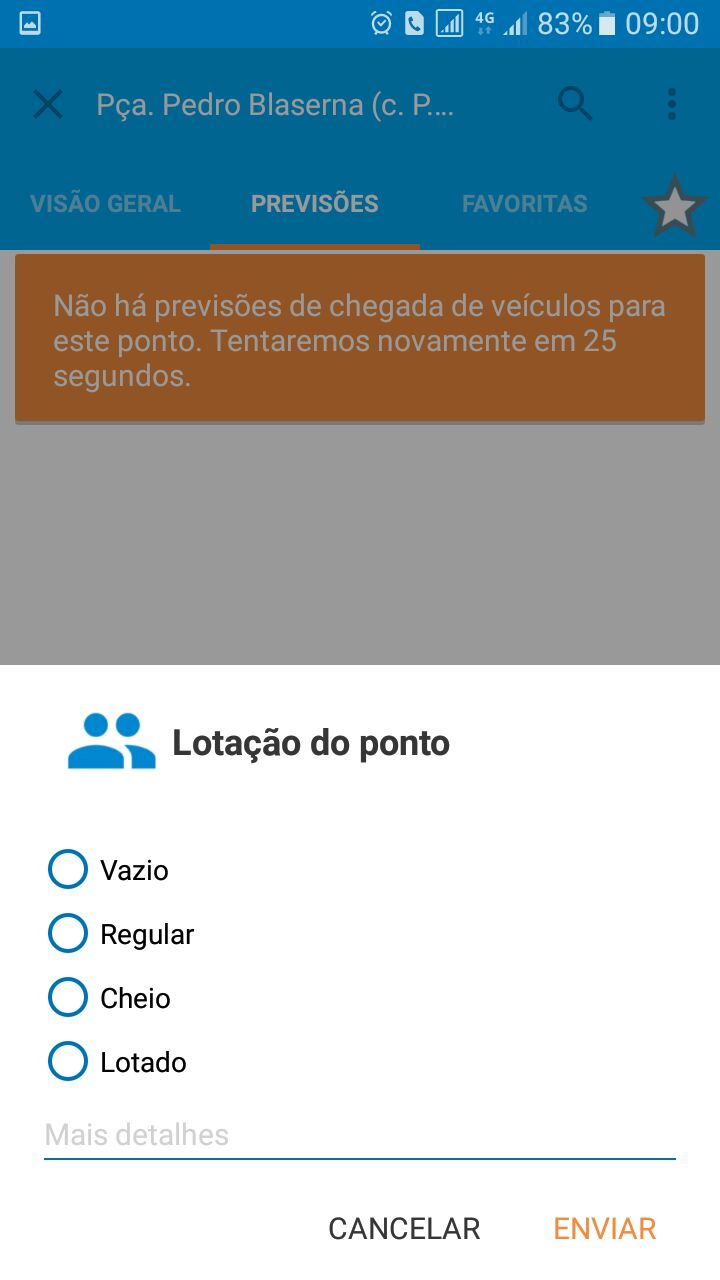 4G 83% 09:00
Pça. Pedro Blaserna (c. P....
VISÃO GERAL PREVISÕES FAVORITAS
Não há previsões de chegada de veículos para
este ponto. Tentaremos novamente em 25
segundos.
Lotação do ponto
Vazio
Regular
Cheio
Lotado
Mais detalhes
CANCELAR ENVIAR